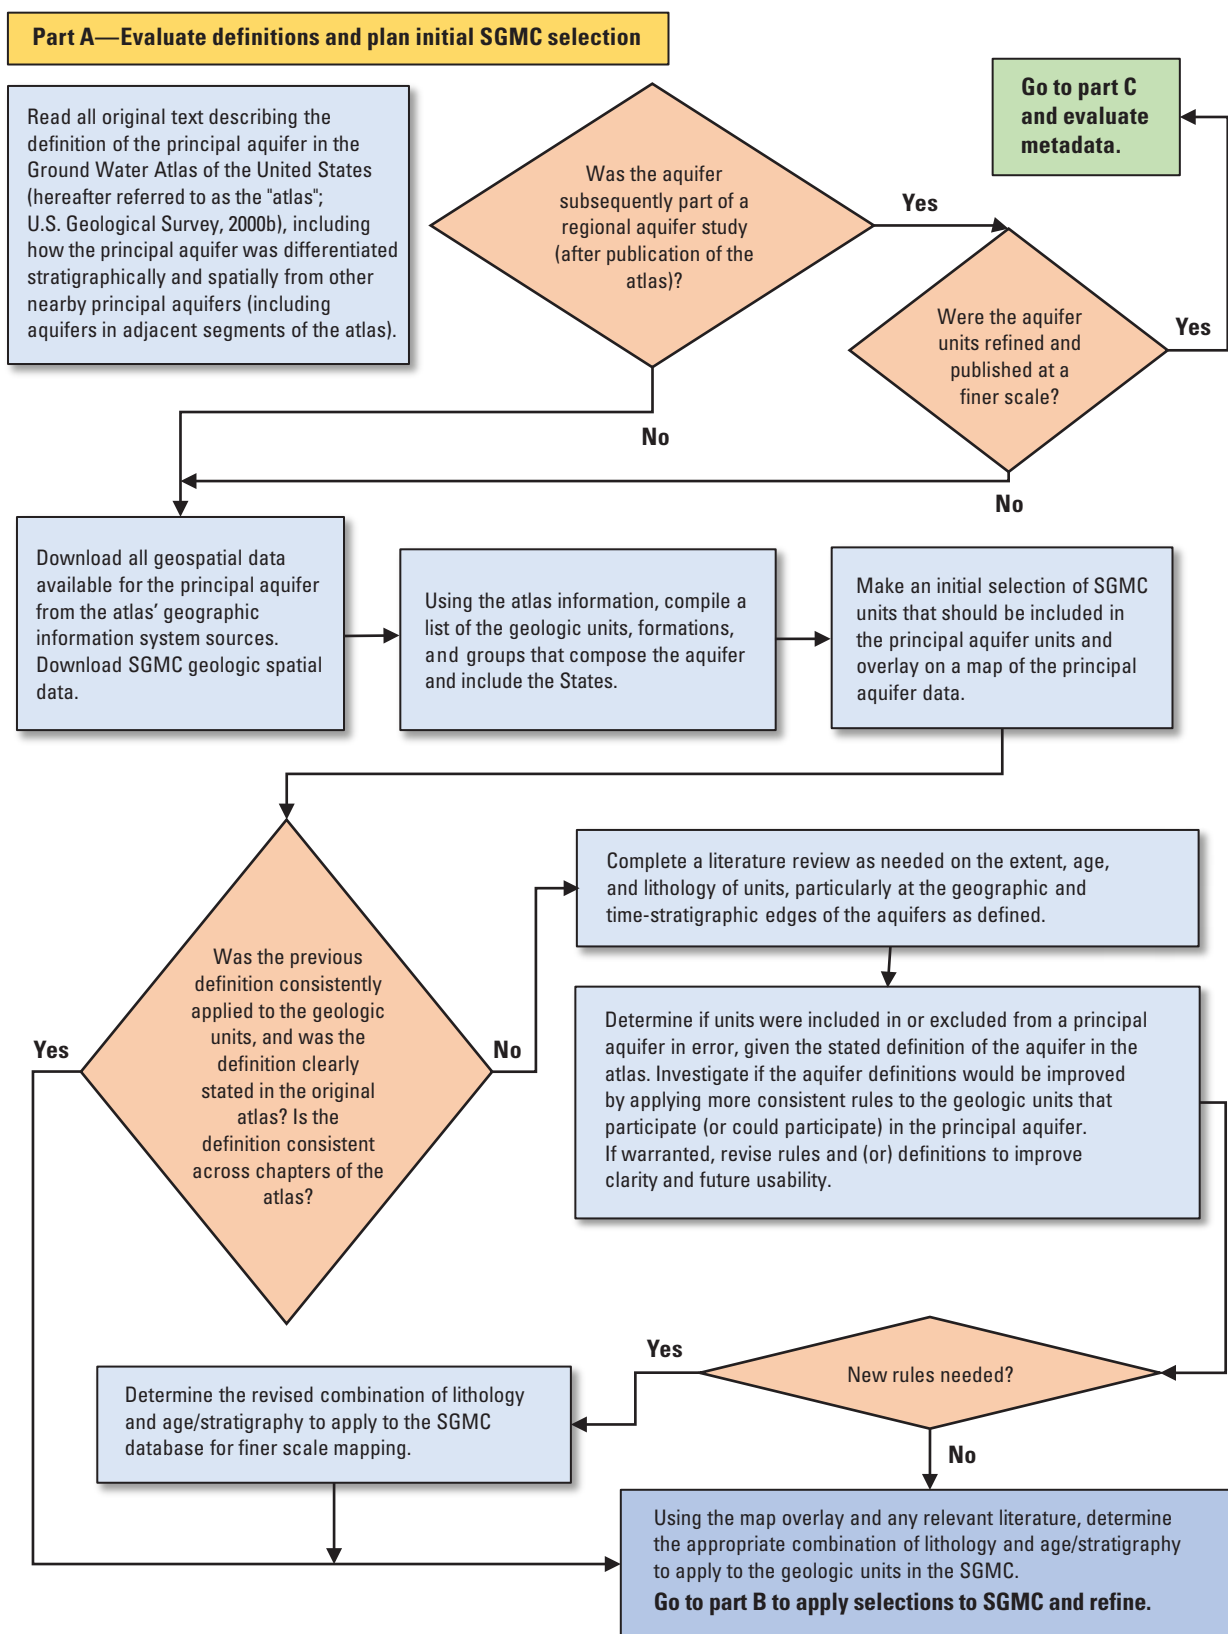 Part A—Evaluate definitions and plan initial SGMC selection
Read all original text describing the
definition of the principal aquifer in the
Ground Water Atlas of the United States
(hereafter referred to as the "atlas";
U.S. Geological Survey, 2000b), including
how the principal aquifer was differentiated
stratigraphically and spatially from other
nearby principal aquifers (including
aquifers in adjacent segments of the atlas).
Was the aquifer
subsequently part of a
regional aquifer study
(after publication of the
atlas)?
Yes
No
Go to part C
and evaluate
metadata.
Were the aquifer
units refined and
published at a
finer scale?
Yes
No
Download all geospatial data
available for the principal aquifer
from the atlas’ geographic
information system sources.
Download SGMC geologic spatial
data.
Using the atlas information, compile a
list of the geologic units, formations,
and groups that compose the aquifer
and include the States.
Make an initial selection of SGMC
units that should be included in
the principal aquifer units and
overlay on a map of the principal
aquifer data.
Was the previous
definition consistently
applied to the geologic
units, and was the
definition clearly
stated in the original
atlas? Is the
definition consistent
across chapters of the
atlas?
Yes
No
Complete a literature review as needed on the extent, age,
and lithology of units, particularly at the geographic and
time-stratigraphic edges of the aquifers as defined.
Determine if units were included in or excluded from a principal
aquifer in error, given the stated definition of the aquifer in the
atlas. Investigate if the aquifer definitions would be improved
by applying more consistent rules to the geologic units that
participate (or could participate) in the principal aquifer.
If warranted, revise rules and (or) definitions to improve
clarity and future usability.
New rules needed?
Yes
No
Determine the revised combination of lithology
and age/stratigraphy to apply to the SGMC
database for finer scale mapping.
Using the map overlay and any relevant literature, determine
the appropriate combination of lithology and age/stratigraphy
to apply to the geologic units in the SGMC.
Go to part B to apply selections to SGMC and refine.